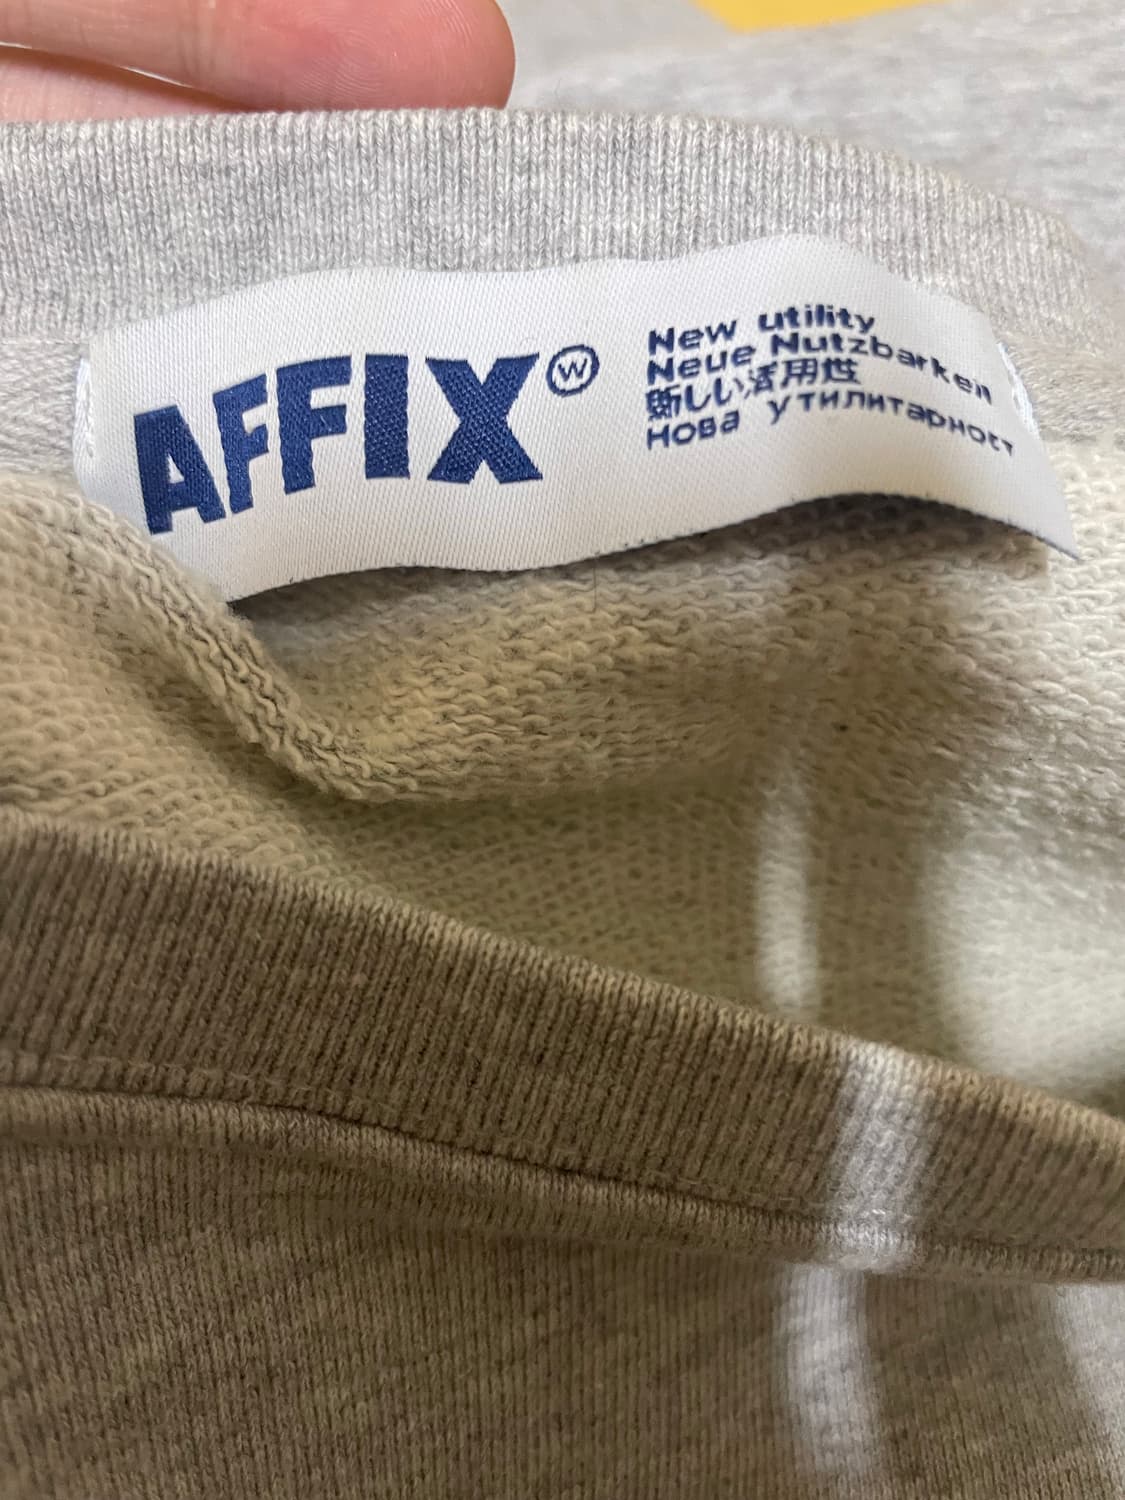 AFFIX
W
New utility
Neue Nutzbarkeit
新しい活用性
Нова утилитарност